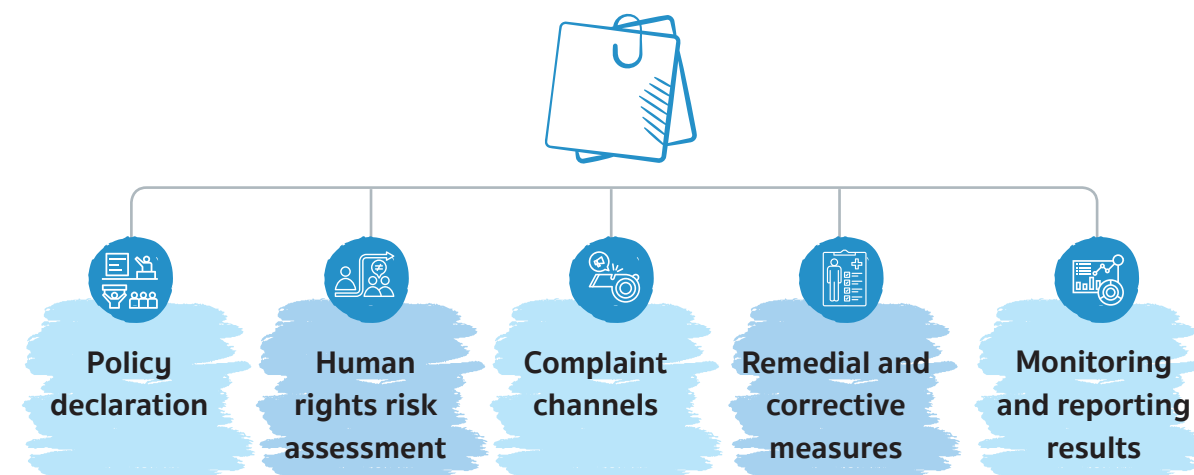 Policy
declaration
Human
rights risk
assessment
Complaint
channels
Remedial and
corrective
measures
Monitoring
and reporting
results